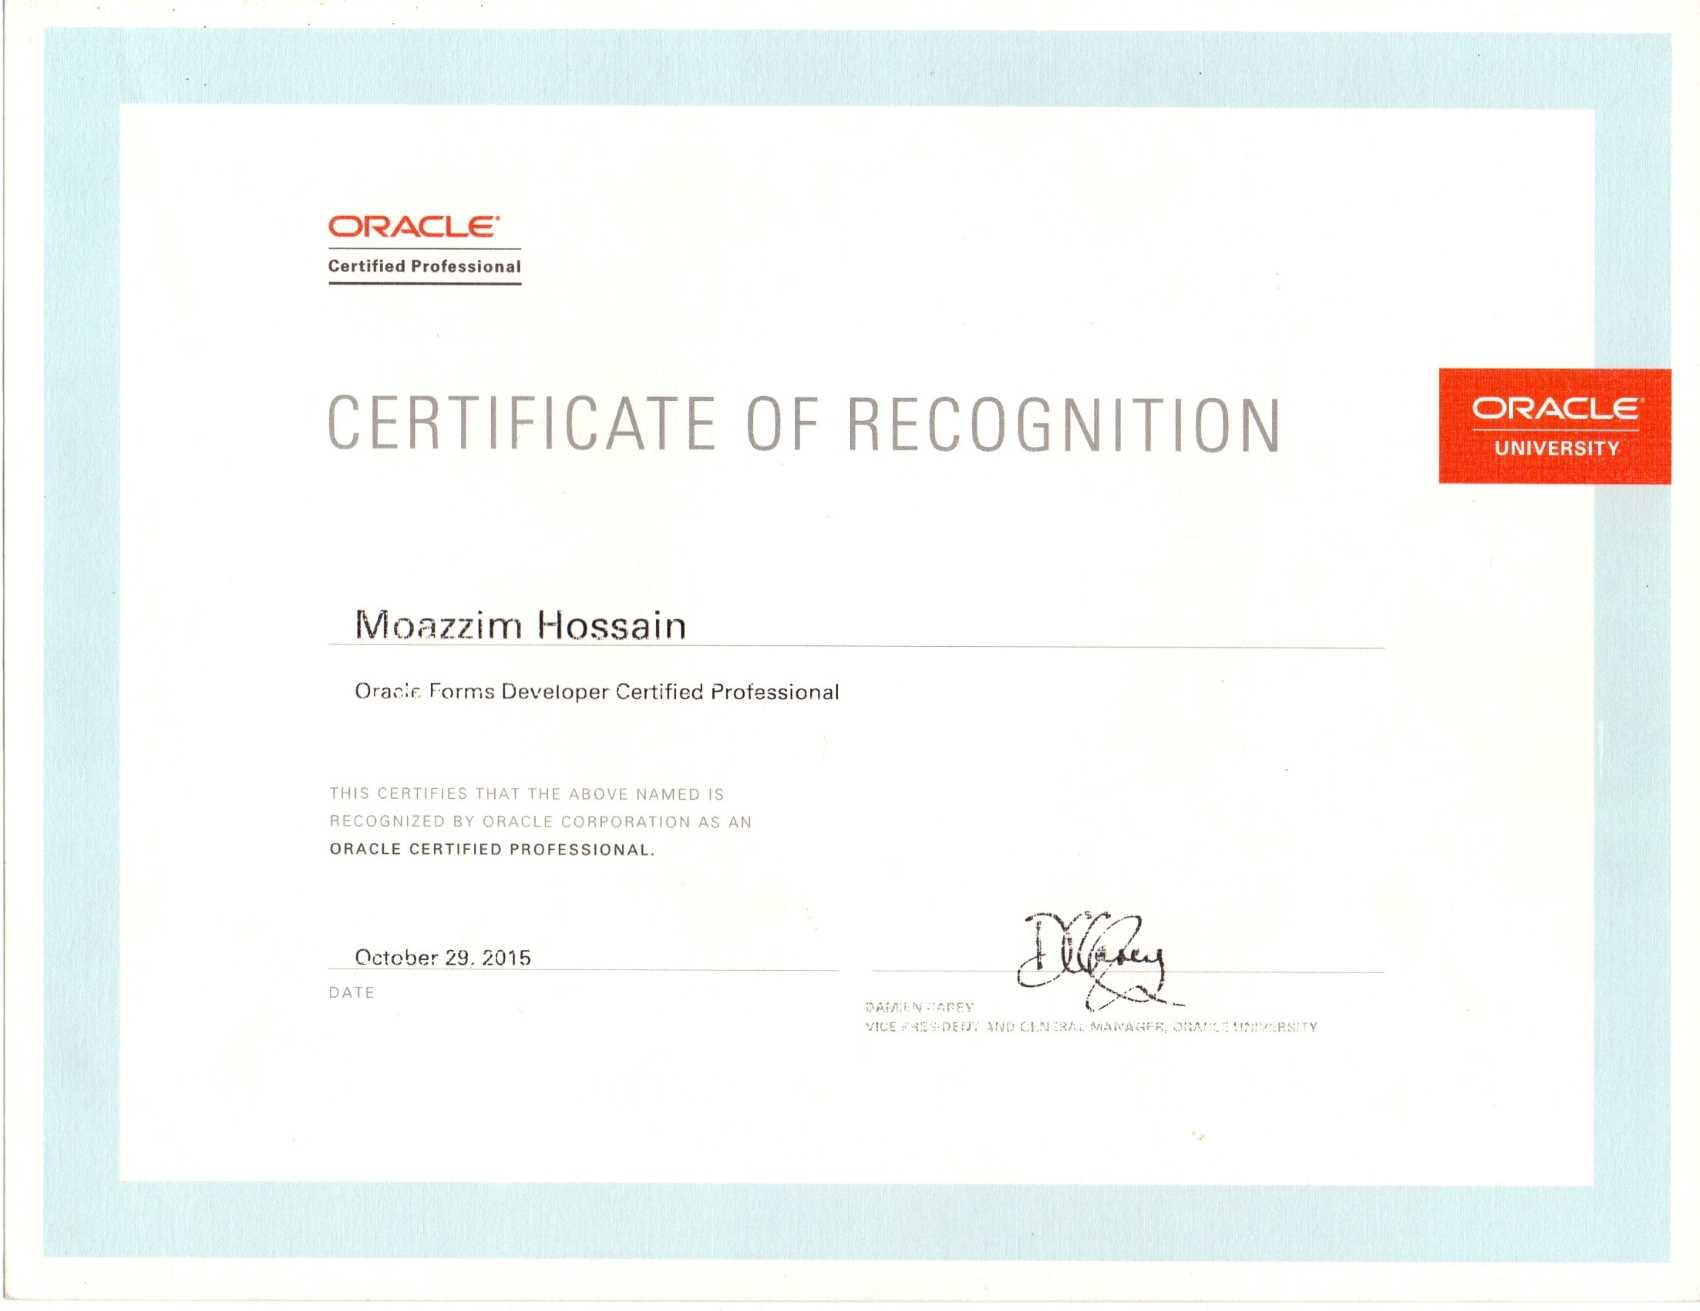 ORACLE
Certified Professional
CERTIFICATE OF RECOGNITION
ORACLE
UNIVERSITY
Moazzim Hossain
Oracle Forms Developer Certified Professional
THIS CERTIFIES THAT THE ABOVE NAMED IS
RECOGNIZED BY ORACLE CORPORATION AS AN
ORACLE CERTIFIED PROFESSIONAL.
October 29, 2015
DATE
DAMIEN CAREY
VICE PRESIDENT AND GENERAL MANAGER, ORACLE UNIVERSITY